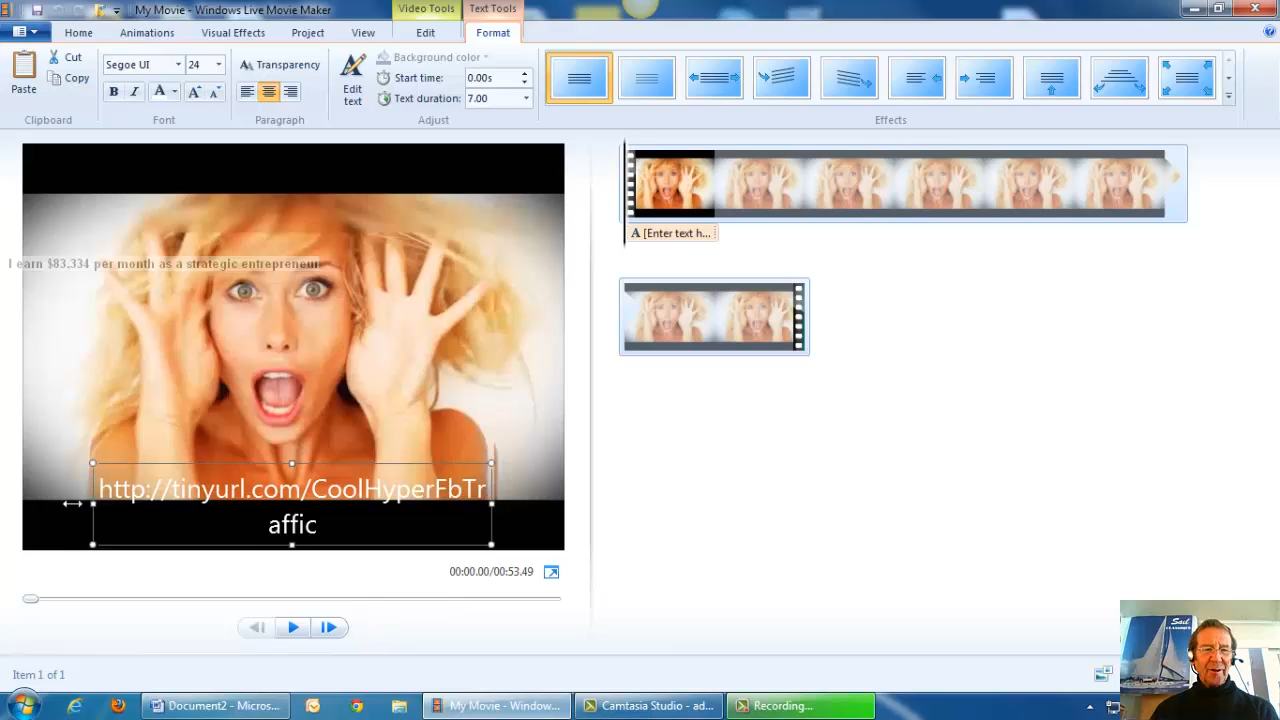 My Movie - Windows Live Movie Maker
Video Tools
Text Tools
Home
Animations
Visual Effects
Project
View
Edit
Format
Paste
Cut
Copy
Clipboard
Segoe UI
24
B I A A A
Font
Transparency
Paragraph
Edit
text
Background color
Start time: 0.00s
Text duration: 7.00
Adjust
Effects
I earn $83,334 per month as a strategic entrepreneur
http://tinyurl.com/CoolHyperFbTr
affic
A [Enter text h...
00:00.00/00:53.49
Item 1 of 1
Sail
Document2 - Micros...
My Movie - Window...
Camtasia Studio - ad...
Recording...